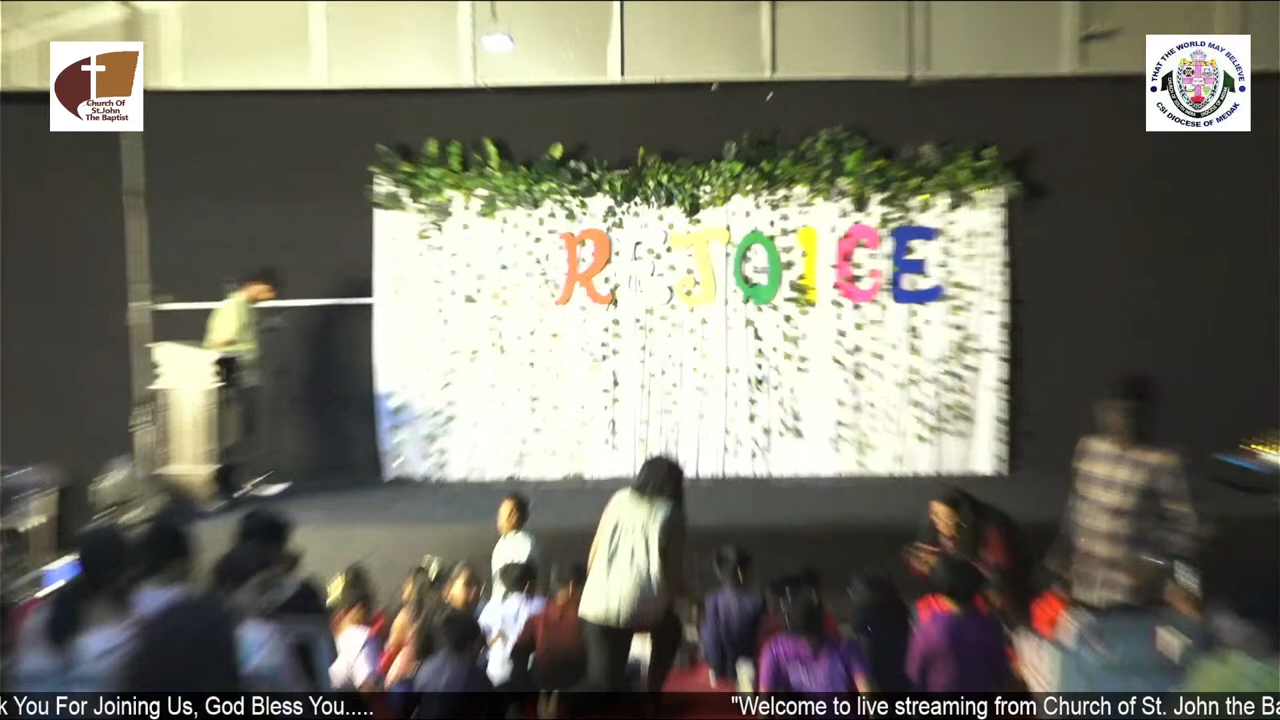 Church Of
St.John
The Baptist
THAT THE WORLD MAY BELIEVE
CSI DIOCESE OF MEDAK
REJOICE
k You For Joining Us, God Bless You..... "Welcome to live streaming from Church of St. John the Ba